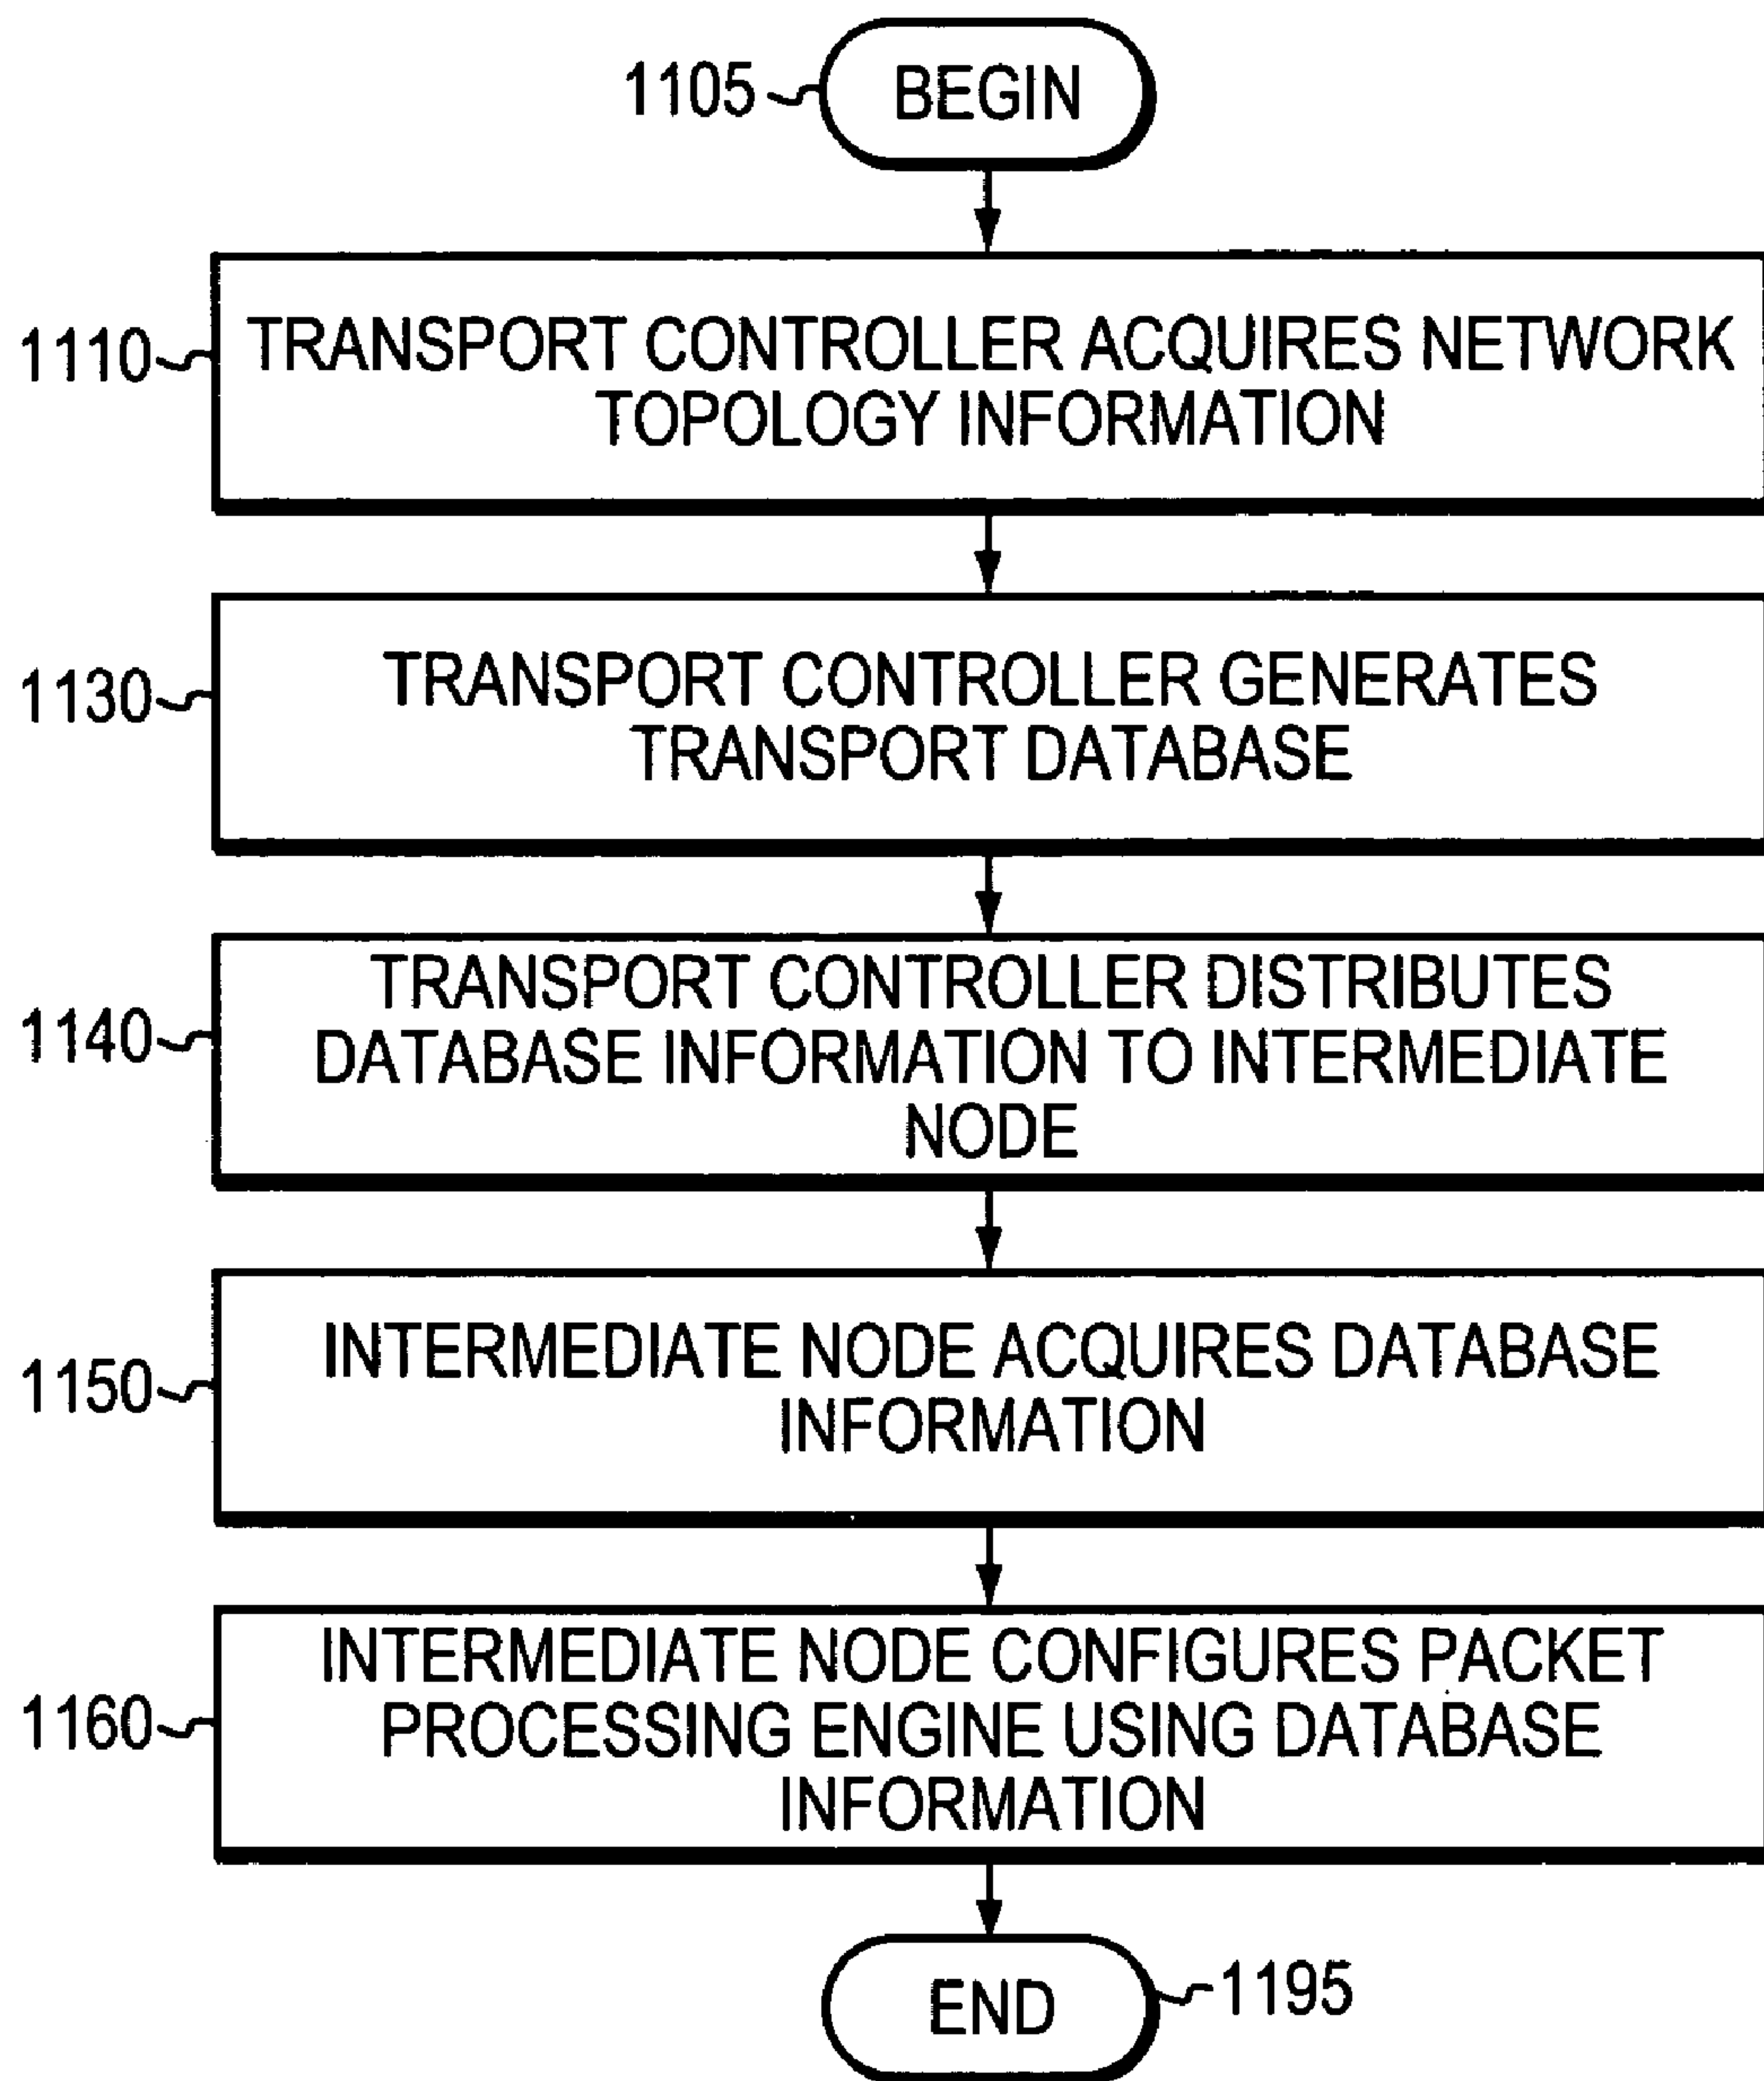 1105 BEGIN
1110 TRANSPORT CONTROLLER ACQUIRES NETWORK
TOPOLOGY INFORMATION
1130 TRANSPORT CONTROLLER GENERATES
TRANSPORT DATABASE
TRANSPORT CONTROLLER DISTRIBUTES
1140 DATABASE INFORMATION TO INTERMEDIATE
NODE
1150 INTERMEDIATE NODE ACQUIRES DATABASE
INFORMATION
INTERMEDIATE NODE CONFIGURES PACKET
1160 PROCESSING ENGINE USING DATABASE
INFORMATION
END 1195